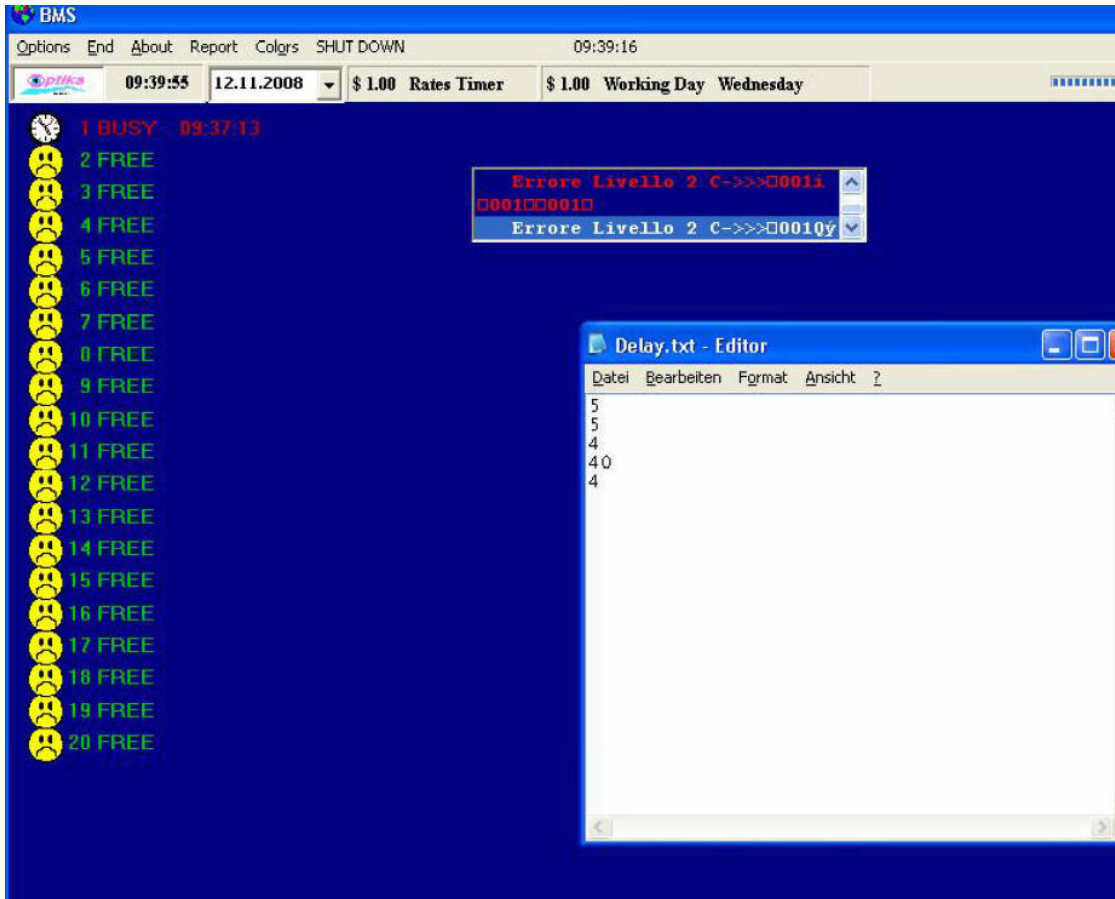 BMS
Options End About Report Colors SHUT DOWN 09:39:16
Optika 09:39:55 12.11.2008 $ 1.00 Rates Timer $ 1.00 Working Day Wednesday
1 BUSY 09:37:13
2 FREE
3 FREE
4 FREE
5 FREE
6 FREE
7 FREE
8 FREE
9 FREE
10 FREE
11 FREE
12 FREE
13 FREE
14 FREE
15 FREE
16 FREE
17 FREE
18 FREE
19 FREE
20 FREE
Errore Livello 2 C->>>□001i
□001□□001□
Errore Livello 2 C->>>□001Qý
Delay.txt - Editor
Datei Bearbeiten Format Ansicht ?
5
5
4
40
4